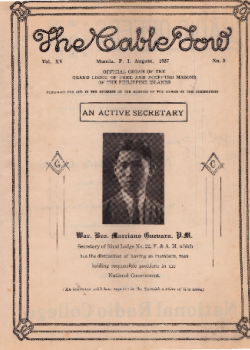 The Cable Tow
Vol. XV Manila, P. I. August, 1937 No. 3
OFFICIAL ORGAN OF THE
GRAND LODGE OF FREE AND ACCEPTED MASONS
OF THE PHILIPPINE ISLANDS
AN ACTIVE SECRETARY
G
Wor. Bro. Marciano Guevara, P.M.
Secretary of Rizal Lodge No. 22, F. & A. M. which
has the distinction of having as members, men
holding responsible positions in the
National Government.